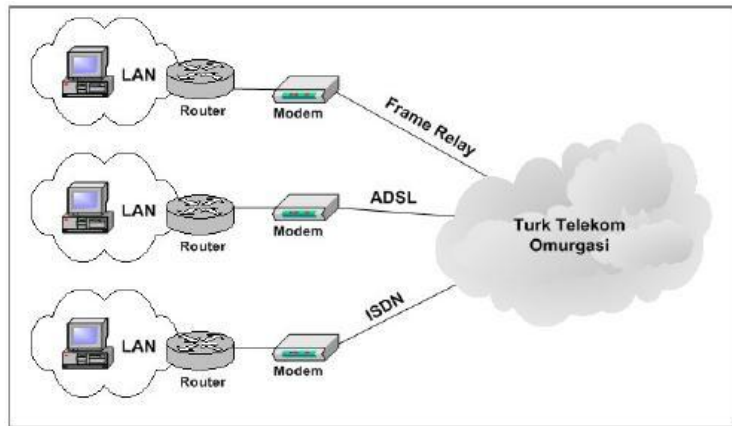 LAN
Router
Modem
Frame Relay
LAN
Router
Modem
ADSL
Turk Telekom
Omurgasi
LAN
Router
Modem
ISDN